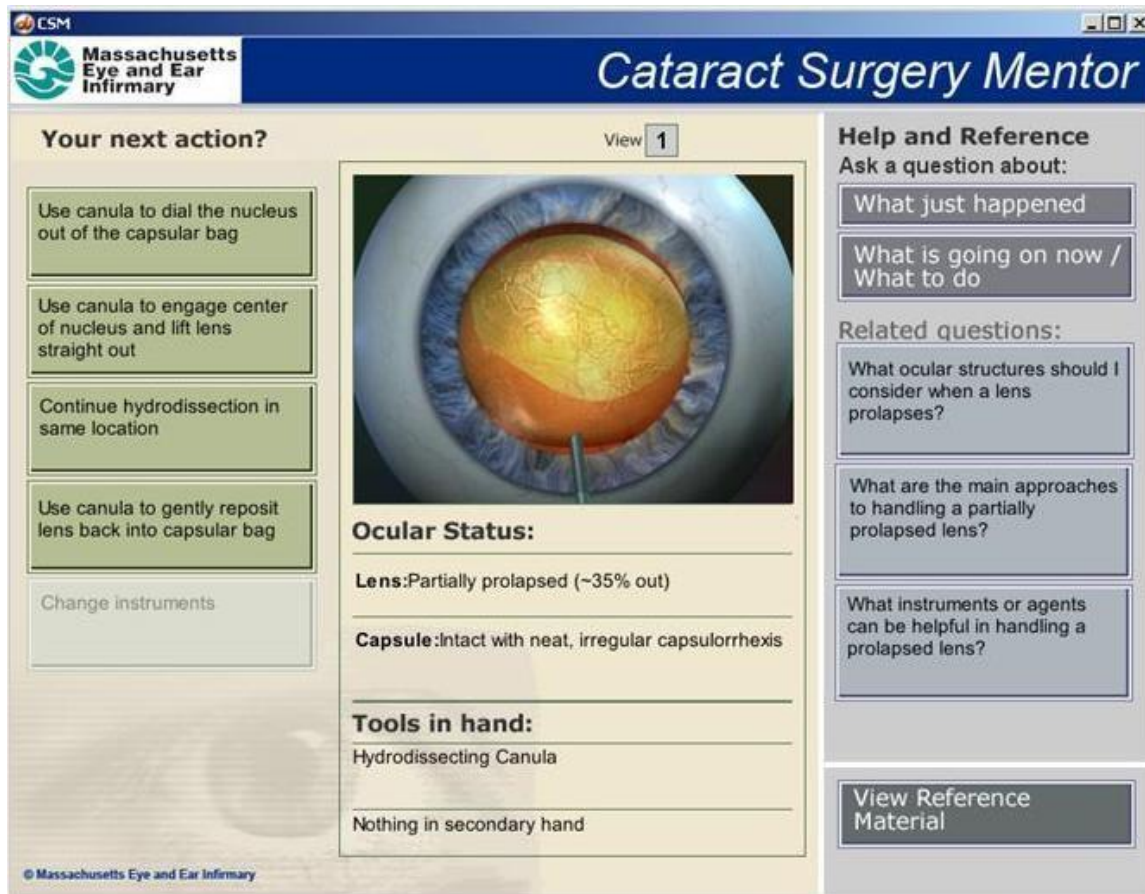 CSM
Massachusetts
Eye and Ear
Infirmary
Cataract Surgery Mentor
Your next action?
Use canula to dial the nucleus
out of the capsular bag
Use canula to engage center
of nucleus and lift lens
straight out
Continue hydrodissection in
same location
Use canula to gently reposit
lens back into capsular bag
Change instruments
© Massachusetts Eye and Ear Infirmary
View 1
Ocular Status:
Lens:Partially prolapsed (~35% out)
Capsule:Intact with neat, irregular capsulorrhexis
Tools in hand:
Hydrodissecting Canula
Nothing in secondary hand
Help and Reference
Ask a question about:
What just happened
What is going on now /
What to do
Related questions:
What ocular structures should I
consider when a lens
prolapses?
What are the main approaches
to handling a partially
prolapsed lens?
What instruments or agents
can be helpful in handling a
prolapsed lens?
View Reference
Material